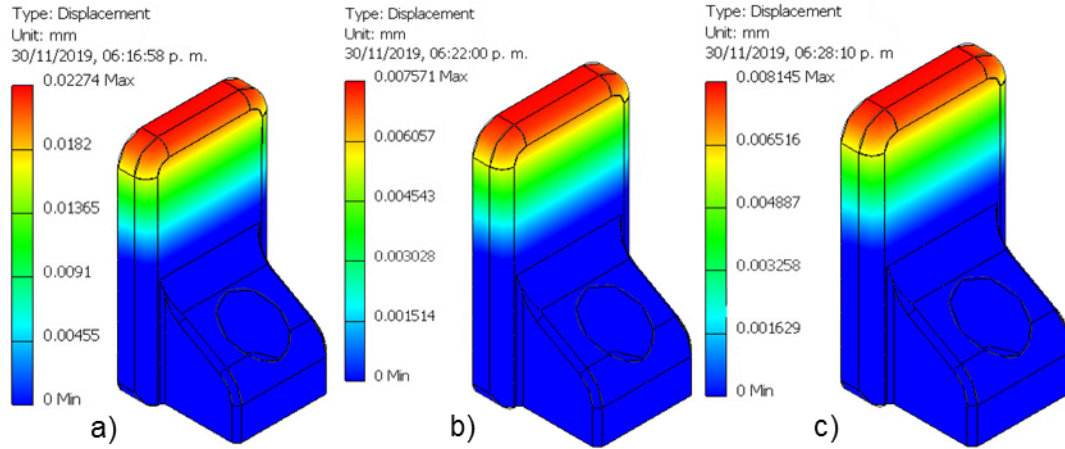 Type: Displacement
Unit: mm
30/11/2019, 06:16:58 p. m.
0.02274 Max
0.0182
0.01365
0.0091
0.00455
0 Min
a)
Type: Displacement
Unit: mm
30/11/2019, 06:22:00 p. m.
0.007571 Max
0.006057
0.004543
0.003028
0.001514
0 Min
b)
Type: Displacement
Unit: mm
30/11/2019, 06:28:10 p. m
0.008145 Max
0.006516
0.004887
0.003258
0.001629
0 Min
c)